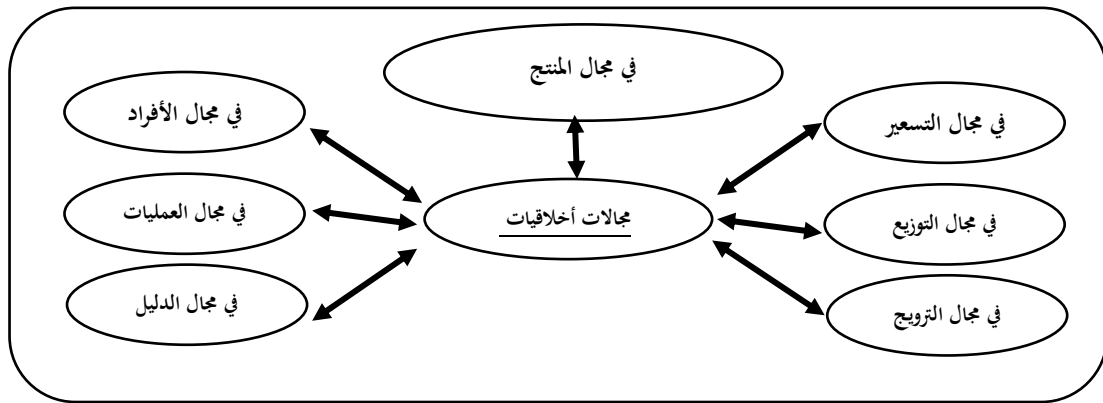 في مجال المنتج
في مجال التسعير
في مجال الأفراد
مجالات أخلاقيات
في مجال التوزيع
في مجال العمليات
في مجال الترويج
في مجال الدليل